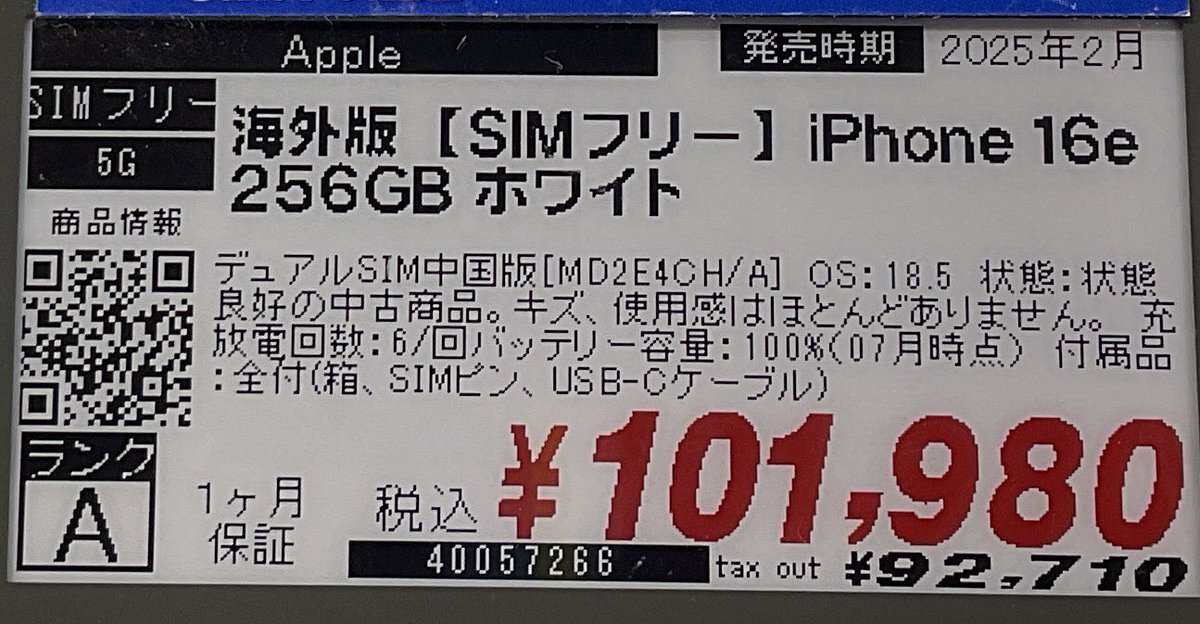 Apple
発売時期 2025年2月
SIMフリー
5G
海外版【SIMフリー】iPhone 16e
256GB ホワイト
商品情報
デュアルSIM中国版[MD2E4CH/A] OS:18.5 状態:状態
良好の中古商品。キズ、使用感はほとんどありません。 充
放電回数:6/回バッテリー容量:100%(07月時点) 付属品
:全付(箱、SIMピン、USB-Cケーブル)
ランク
A
1ヶ月
保証
税込 ¥101,980
40057266
tax out ¥92,710